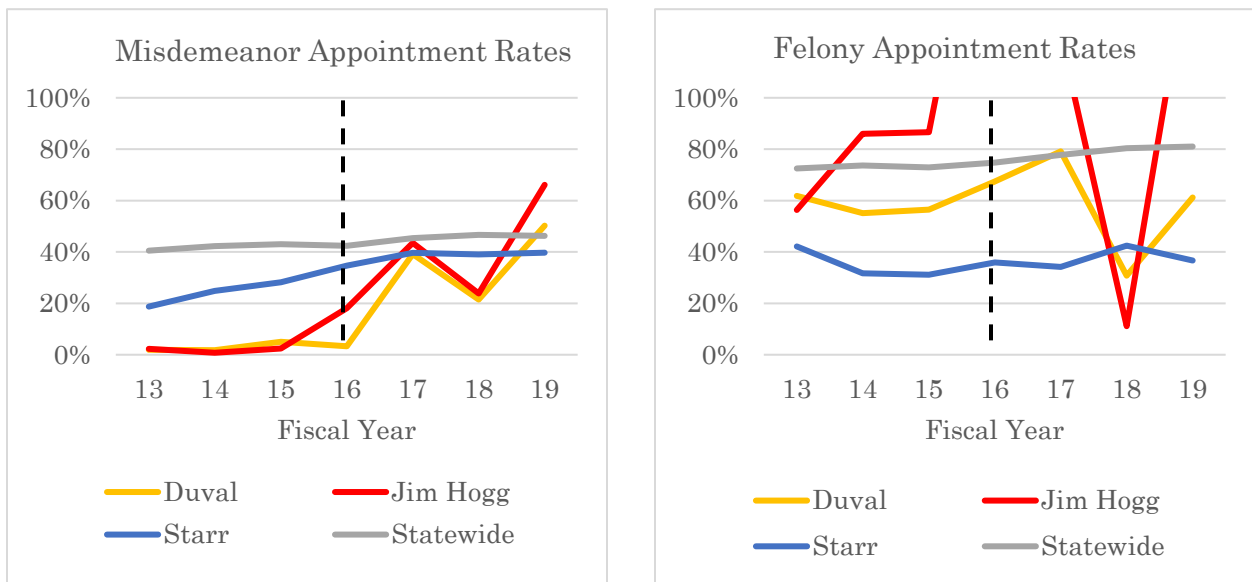 Misdemeanor Appointment Rates
100%
80%
60%
40%
20%
0%
13 14 15 16 17 18 19
Fiscal Year
Duval Jim Hogg
Starr Statewide
Felony Appointment Rates
100%
80%
60%
40%
20%
0%
13 14 15 16 17 18 19
Fiscal Year
Duval Jim Hogg
Starr Statewide